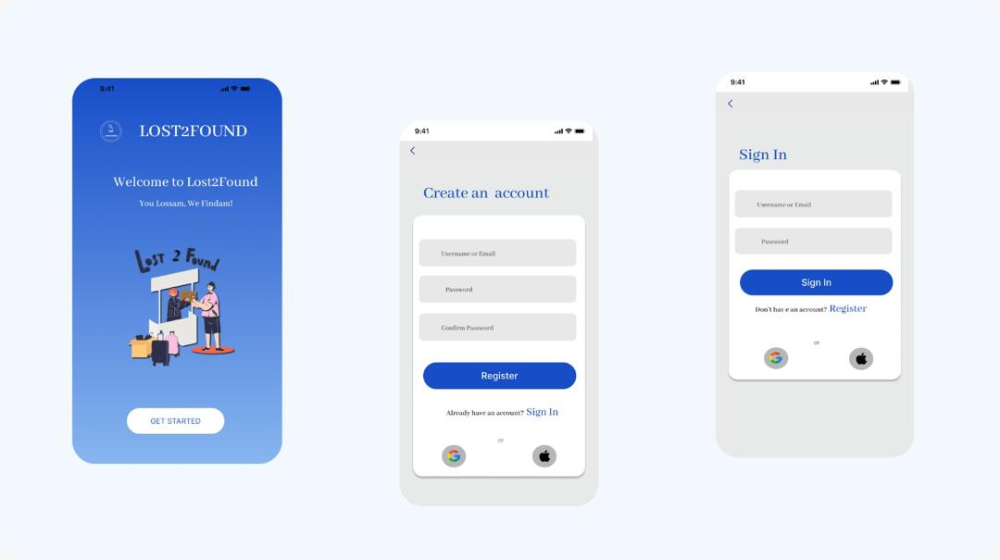 9:41
LOST2FOUND
Welcome to Lost2Found
You Lossam, We Findam!
Lost 2 Found
GET STARTED
9:41
Create an account
Username or Email
Password
Confirm Password
Register
Already have an account? Sign In
or
9:41
Sign In
Username or Email
Password
Sign In
Don't have an account? Register
or